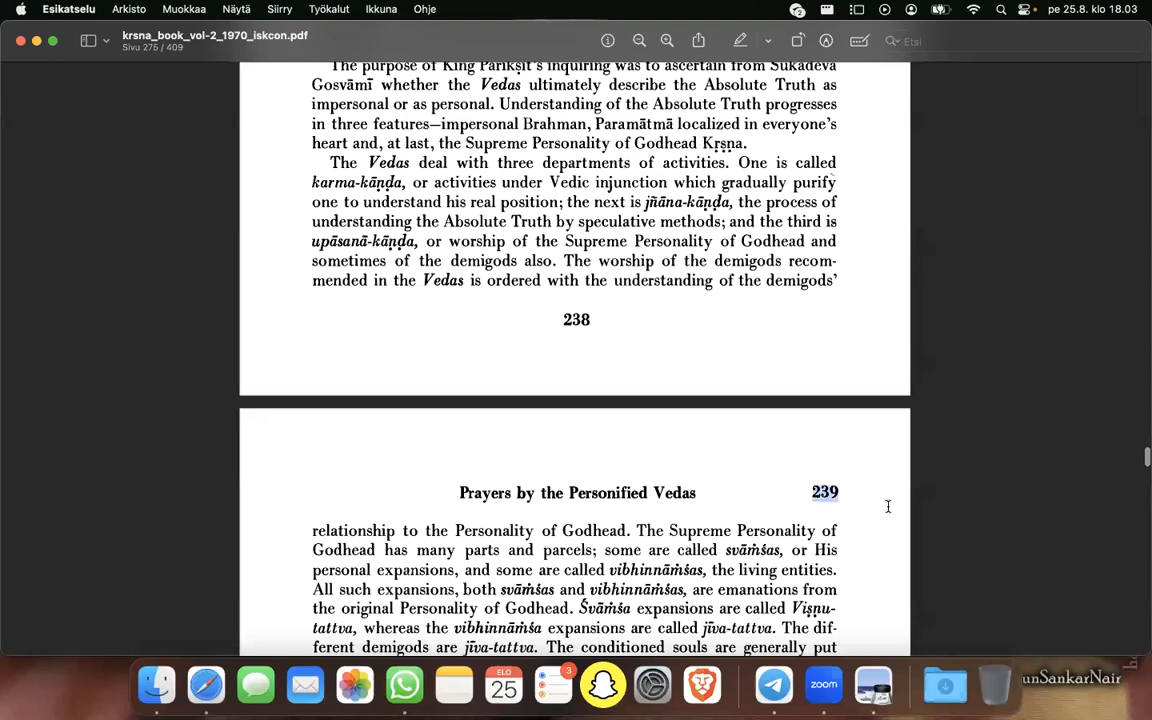 Esikatselu Arkisto Muokkaa Näytä Siirry Työkalut Ikkuna Ohje
2
pe 25.8. klo 18.03
krsna_book_vol-2_1970_iskcon.pdf
Sivu 275 / 409
Etsi
The purpose of King Parīkṣit's inquiring was to ascertain from Śukadeva
Gosvāmī whether the Vedas ultimately describe the Absolute Truth as
impersonal or as personal. Understanding of the Absolute Truth progresses
in three features—impersonal Brahman, Paramātmā localized in everyone's
heart and, at last, the Supreme Personality of Godhead Kṛṣṇa.
The Vedas deal with three departments of activities. One is called
karma-kāṇḍa, or activities under Vedic injunction which gradually purify
one to understand his real position; the next is jñāna-kāṇḍa, the process of
understanding the Absolute Truth by speculative methods; and the third is
upāsanā-kāṇḍa, or worship of the Supreme Personality of Godhead and
sometimes of the demigods also. The worship of the demigods recom-
mended in the Vedas is ordered with the understanding of the demigods'
238
Prayers by the Personified Vedas 239
relationship to the Personality of Godhead. The Supreme Personality of
Godhead has many parts and parcels; some are called svāṁśas, or His
personal expansions, and some are called vibhinnāṁśas, the living entities.
All such expansions, both svāṁśas and vibhinnāṁśas, are emanations from
the original Personality of Godhead. Śvāṁśa expansions are called Viṣṇu-
tattva, whereas the vibhinnāṁśa expansions are called jīva-tattva. The dif-
ferent demigods are jīva-tattva. The conditioned souls are generally put
ELO
25
3
zoom
unSankarNair